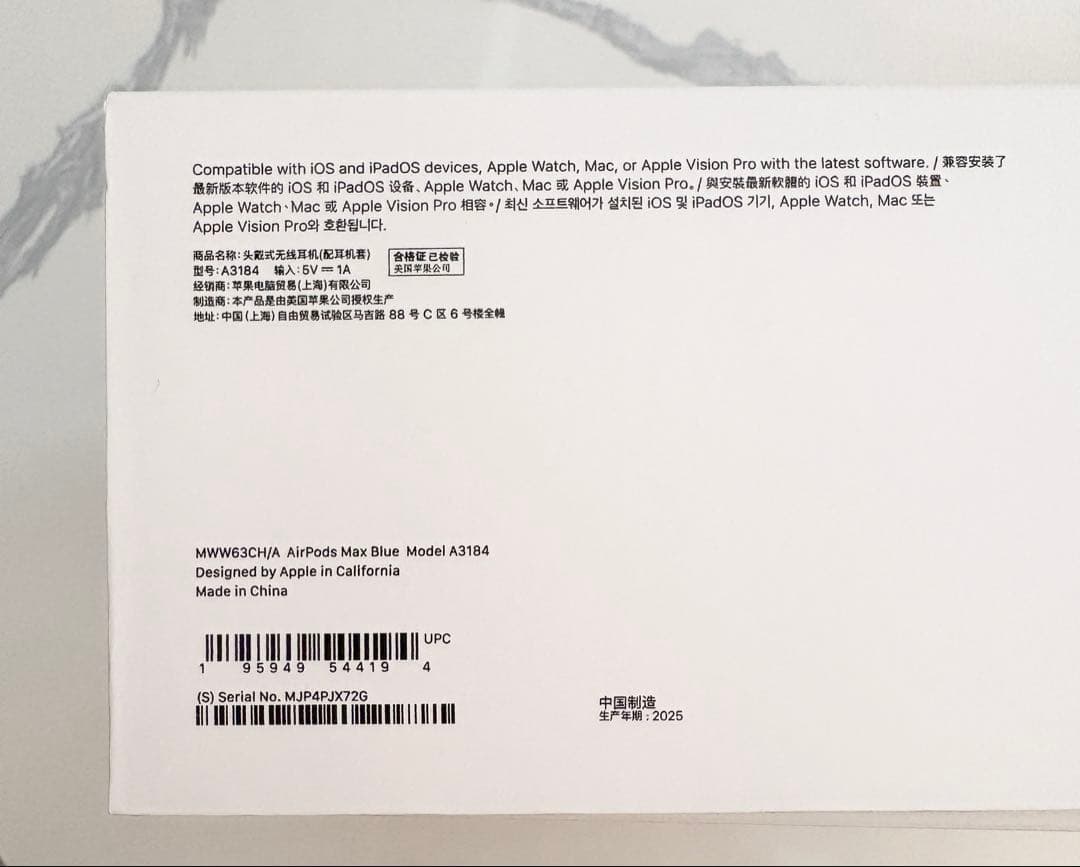 Compatible with iOS and iPadOS devices, Apple Watch, Mac, or Apple Vision Pro with the latest software. / 兼容安装了
最新版本软件的 iOS 和 iPadOS 设备、Apple Watch、Mac 或 Apple Vision Pro。/ 與安裝最新軟體的 iOS 和 iPadOS 裝置、
Apple Watch、Mac 或 Apple Vision Pro 相容。/ 최신 소프트웨어가 설치된 iOS 및 iPadOS 기기, Apple Watch, Mac 또는
Apple Vision Pro와 호환됩니다.
商品名称：头戴式无线耳机(配耳机套)
型号：A3184 输入：5V ⎓ 1A
合格证 已检验
美国苹果公司
经销商：苹果电脑贸易(上海)有限公司
制造商：本产品是由美国苹果公司授权生产
地址：中国(上海)自由贸易试验区马吉路 88 号 C 区 6 号楼全幢
MWW63CH/A AirPods Max Blue Model A3184
Designed by Apple in California
Made in China
UPC
1 95949 54419 4
(S) Serial No. MJP4PJX72G
中国制造
生产年期：2025